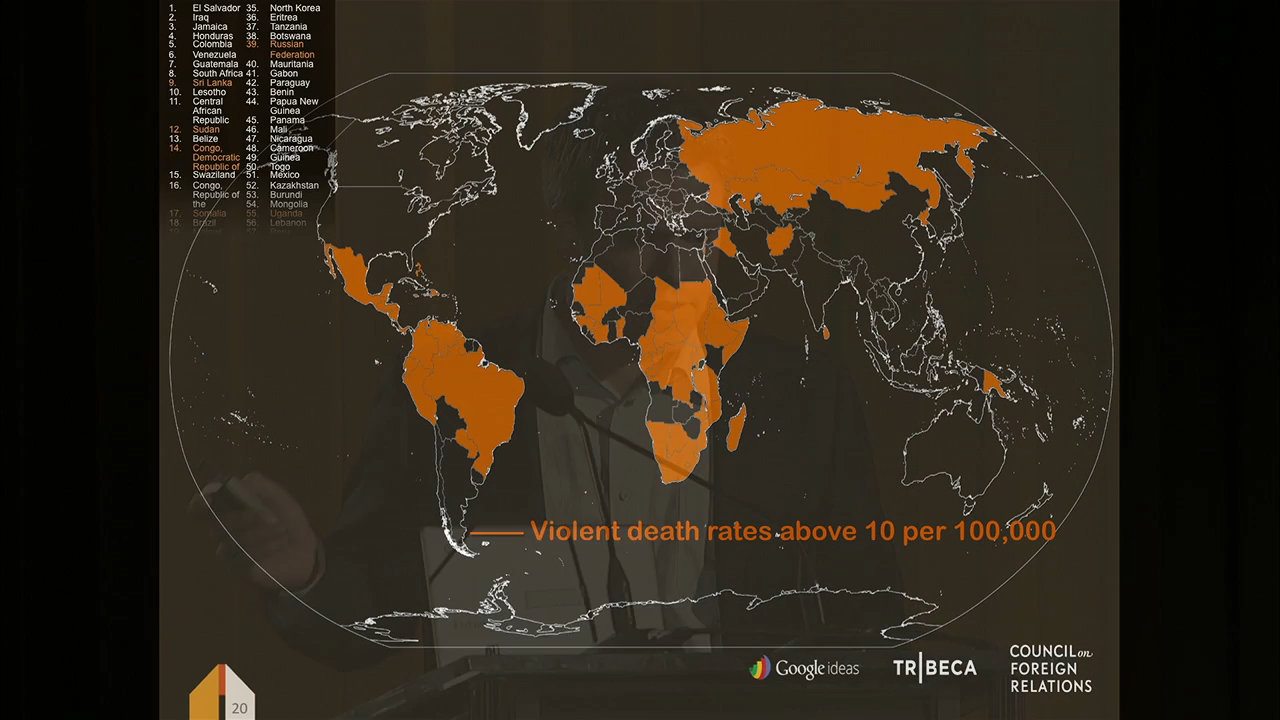 1. El Salvador
2. Iraq
3. Jamaica
4. Honduras
5. Colombia
6. Venezuela
7. Guatemala
8. South Africa
9. Sri Lanka
10. Lesotho
11. Central
African
Republic
12. Sudan
13. Belize
14. Congo,
Democratic
Republic of
15. Swaziland
16. Congo,
Republic of
the
17. Somalia
18. Brazil
35. North Korea
36. Eritrea
37. Tanzania
38. Botswana
39. Russian
Federation
40. Mauritania
41. Gabon
42. Paraguay
43. Benin
44. Papua New
Guinea
45. Panama
46. Mali
47. Nicaragua
48. Cameroon
49. Guinea
50. Togo
51. Mexico
52. Kazakhstan
53. Burundi
54. Mongolia
55. Uganda
56. Lebanon
Violent death rates above 10 per 100,000
Google ideas
TRIBECA
COUNCIL on
FOREIGN
RELATIONS
20